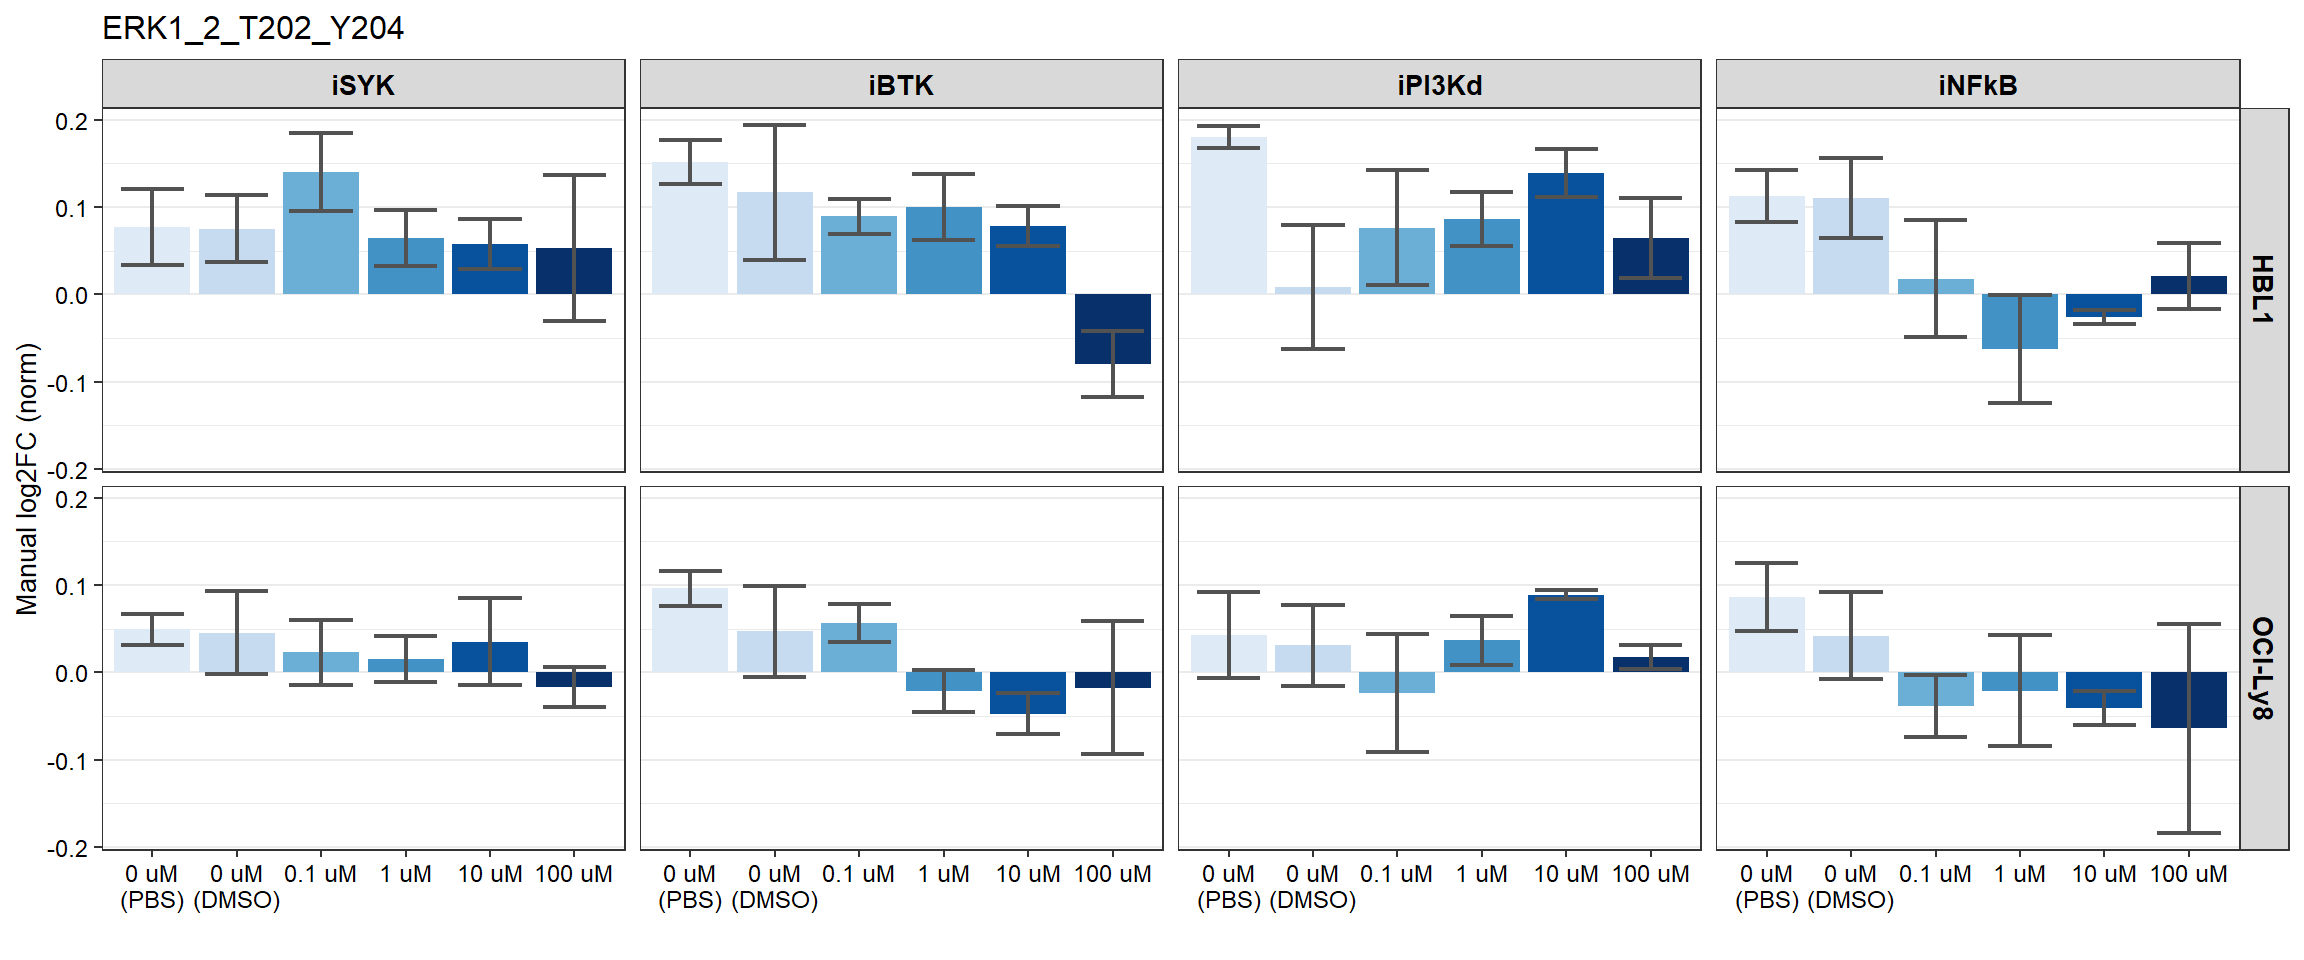 ERK1_2_T202_Y204
iSYK
iBTK
iPI3Kd
iNFkB
Manual log2FC (norm)
0.2
0.1
0.0
-0.1
-0.2
HBL1
0.2
0.1
0.0
-0.1
-0.2
OCI-Ly8
0 uM 0 uM 0.1 uM 1 uM 10 uM 100 uM
(PBS) (DMSO)
0 uM 0 uM 0.1 uM 1 uM 10 uM 100 uM
(PBS) (DMSO)
0 uM 0 uM 0.1 uM 1 uM 10 uM 100 uM
(PBS) (DMSO)
0 uM 0 uM 0.1 uM 1 uM 10 uM 100 uM
(PBS) (DMSO)